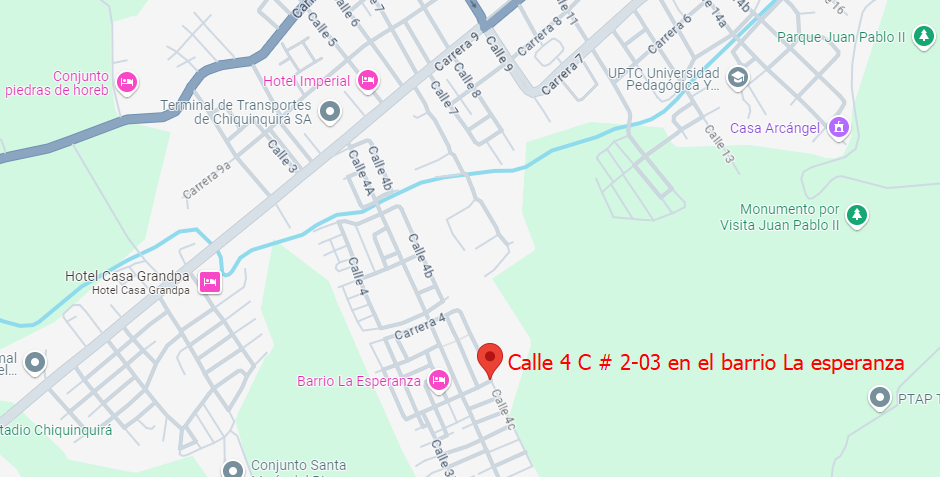 Calle 5
Calle 6
Calle 11
Carrera 6
Calle 14a
Calle 16
Parque Juan Pablo II
Carrera 9
Carrera 8
Calle 9
Carrera 7
Conjunto
piedras de horeb
Hotel Imperial
Calle 8
Calle 7
UPTC Universidad
Pedagógica Y...
Terminal de Transportes
de Chiquinquirá SA
Casa Arcángel
Calle 13
Calle 3
Carrera 9a
Calle 4A
Calle 4b
Monumento por
Visita Juan Pablo II
Calle 4b
Calle 4
Hotel Casa Grandpa
Hotel Casa Grandpa
Carrera 4
Calle 4 C # 2-03 en el barrio La esperanza
Barrio La Esperanza
Calle 4c
PTAP T
tadio Chiquinquirá
Calle 3
Conjunto Santa